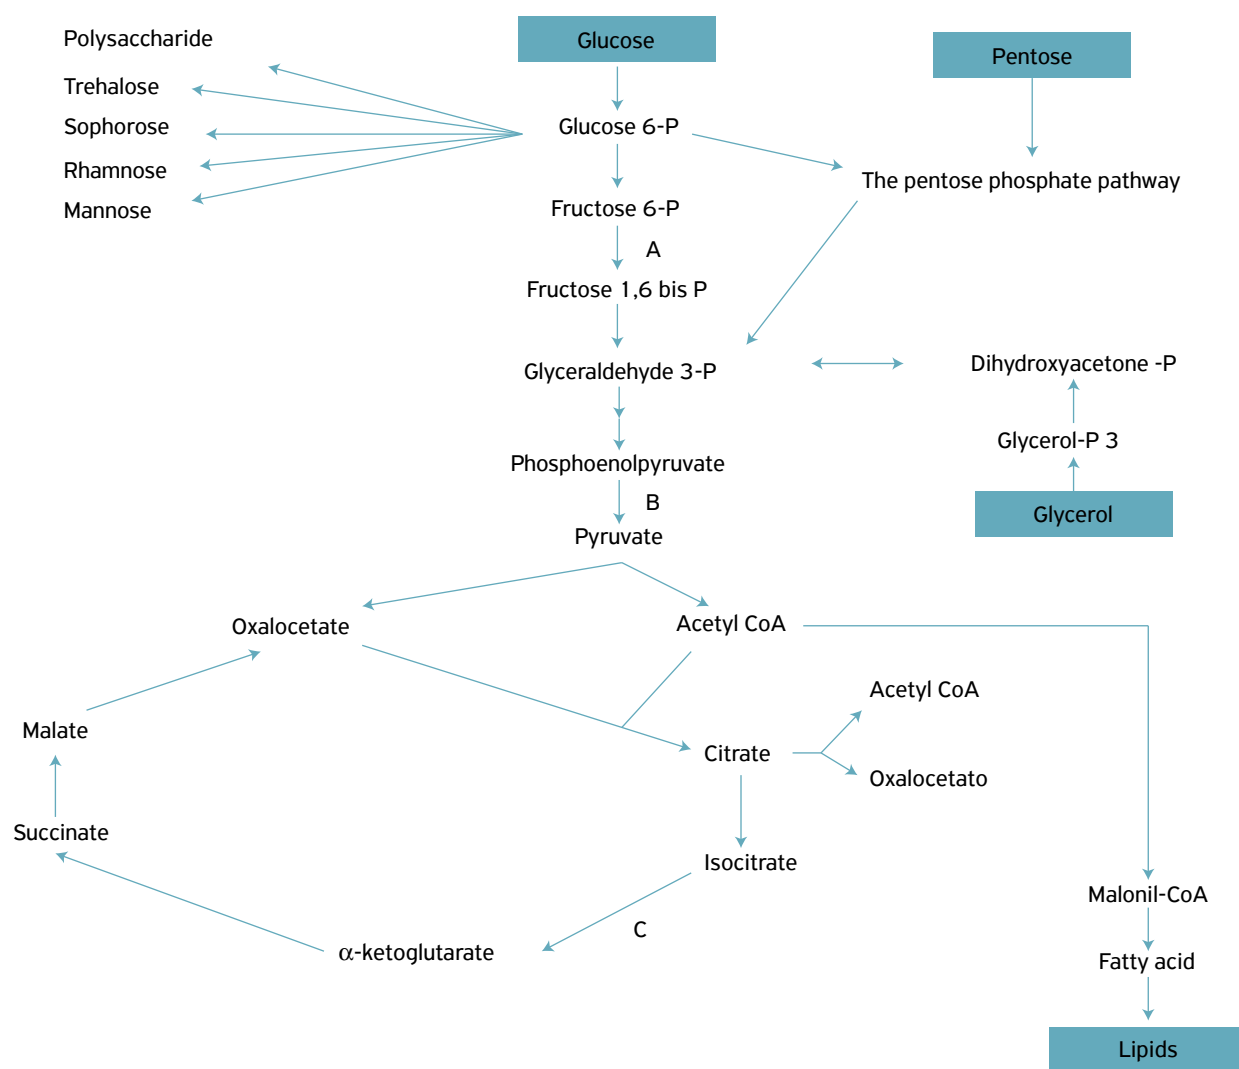 Polysaccharide
Trehalose
Sophorose
Rhamnose
Mannose
Glucose
Pentose
Glucose 6-P
The pentose phosphate pathway
Fructose 6-P
A
Fructose 1,6 bis P
Glyceraldehyde 3-P
Dihydroxyacetone -P
Glycerol-P 3
Glycerol
Phosphoenolpyruvate
B
Pyruvate
Oxalocetate
Acetyl CoA
Acetyl CoA
Malate
Citrate
Oxalocetato
Succinate
Isocitrate
C
α-ketoglutarate
Malonil-CoA
Fatty acid
Lipids